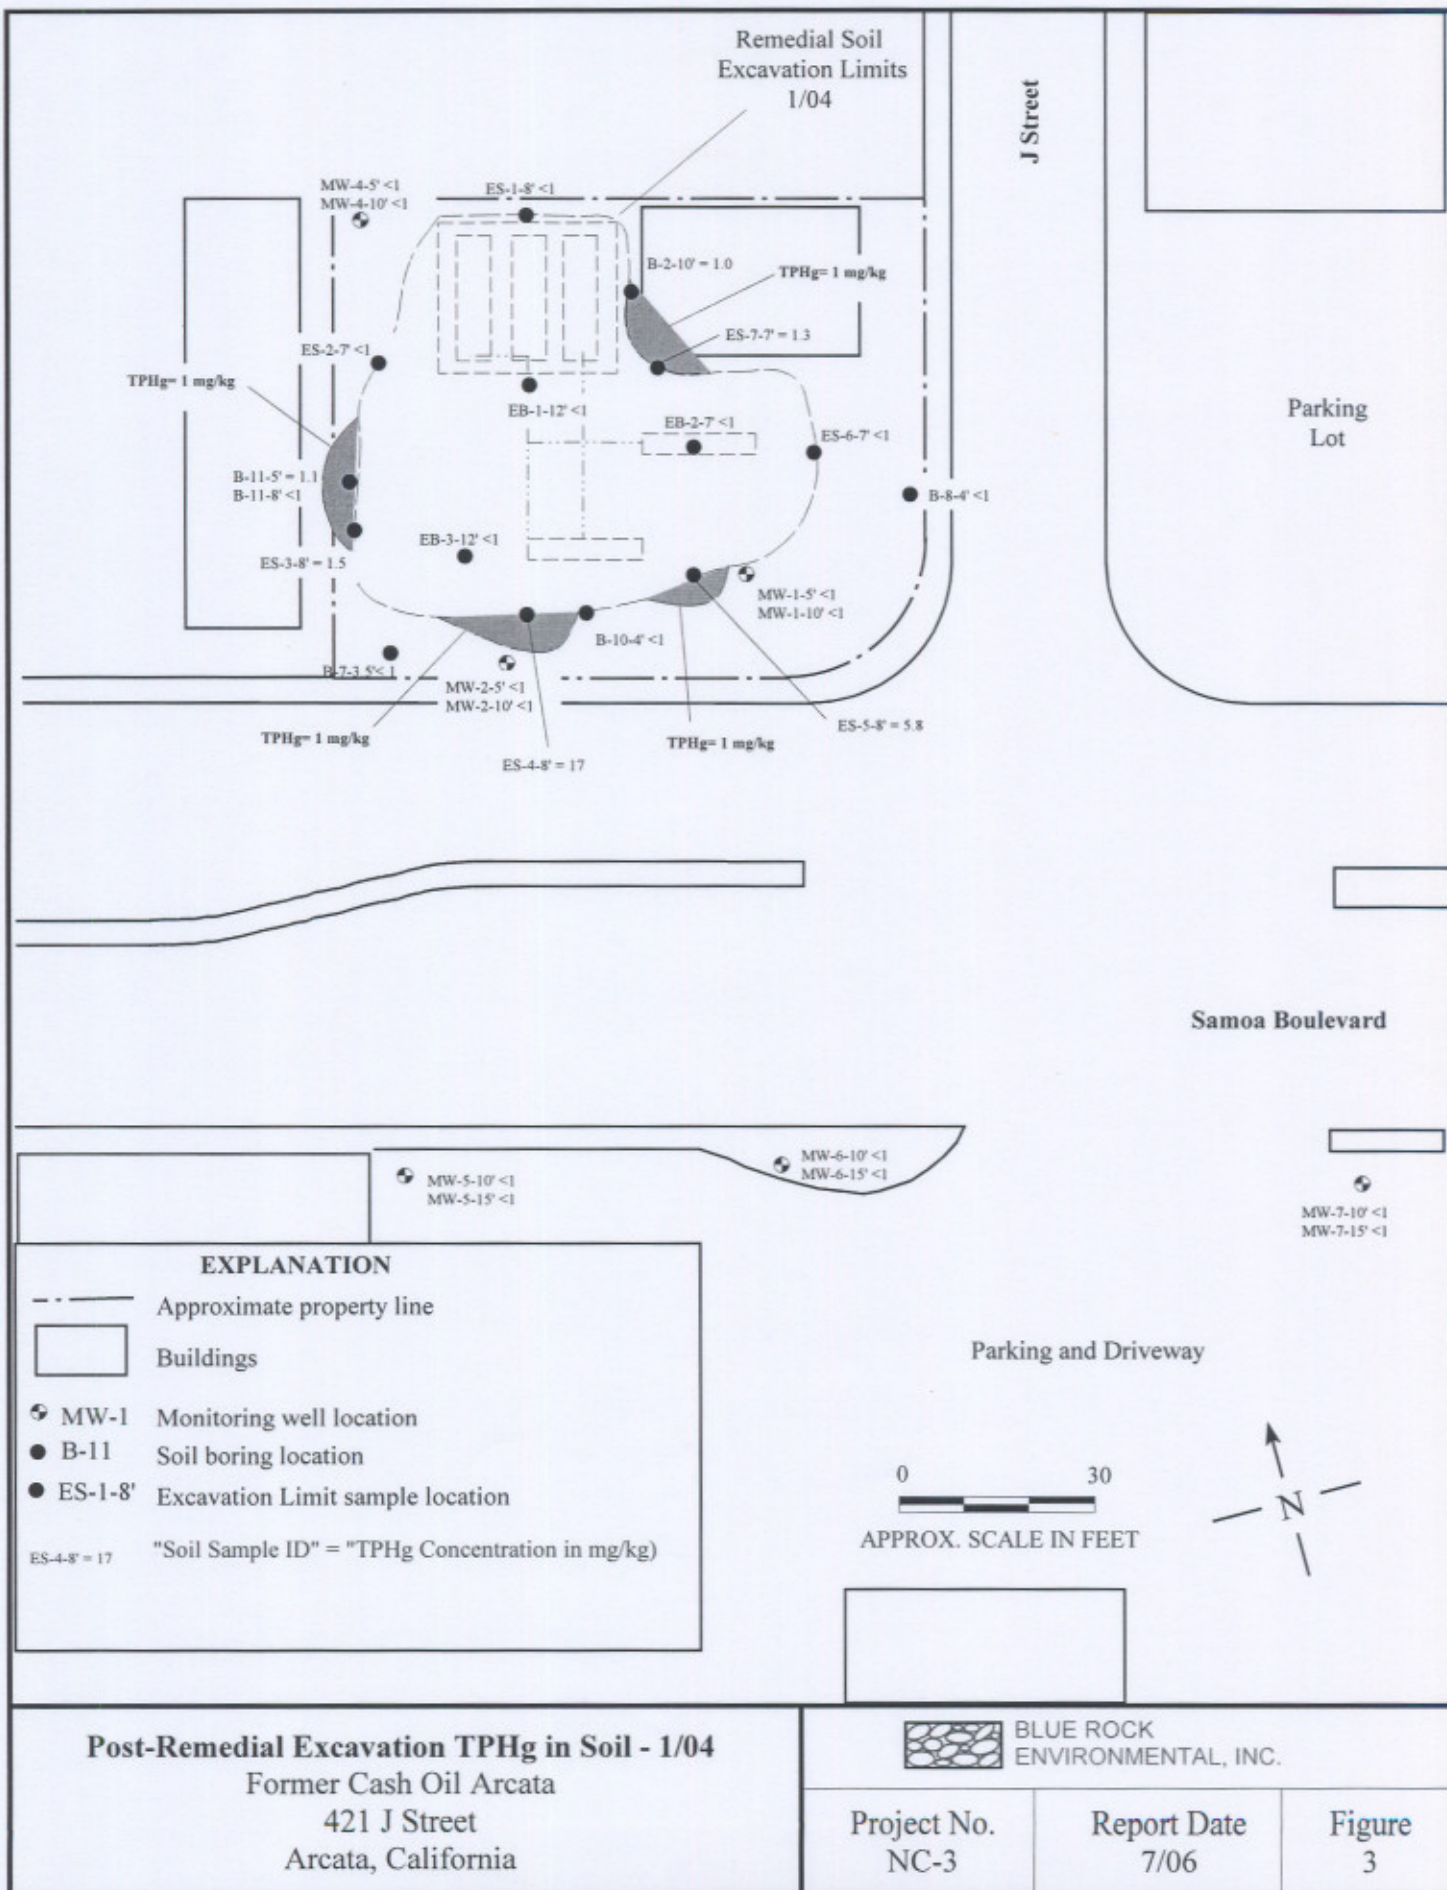 Remedial Soil
Excavation Limits
1/04
J Street
MW-4-5' <1
MW-4-10' <1
ES-1-8' <1
B-2-10' = 1.0
TPHg= 1 mg/kg
ES-7-7' = 1.3
ES-2-7' <1
TPHg= 1 mg/kg
EB-1-12' <1
EB-2-7' <1
ES-6-7' <1
Parking
Lot
B-11-5' = 1.1
B-11-8' <1
B-8-4' <1
EB-3-12' <1
ES-3-8' = 1.5
MW-1-5' <1
MW-1-10' <1
B-10-4' <1
B-7-3.5'< 1
MW-2-5' <1
MW-2-10' <1
ES-5-8' = 5.8
TPHg= 1 mg/kg
TPHg= 1 mg/kg
ES-4-8' = 17
Samoa Boulevard
MW-6-10' <1
MW-6-15' <1
MW-5-10' <1
MW-5-15' <1
MW-7-10' <1
MW-7-15' <1
EXPLANATION
Approximate property line
Buildings
MW-1 Monitoring well location
B-11 Soil boring location
ES-1-8' Excavation Limit sample location
ES-4-8' = 17 "Soil Sample ID" = "TPHg Concentration in mg/kg)
Parking and Driveway
0 30
APPROX. SCALE IN FEET
N
Post-Remedial Excavation TPHg in Soil - 1/04
Former Cash Oil Arcata
421 J Street
Arcata, California
BLUE ROCK
ENVIRONMENTAL, INC.
Project No.
NC-3
Report Date
7/06
Figure
3